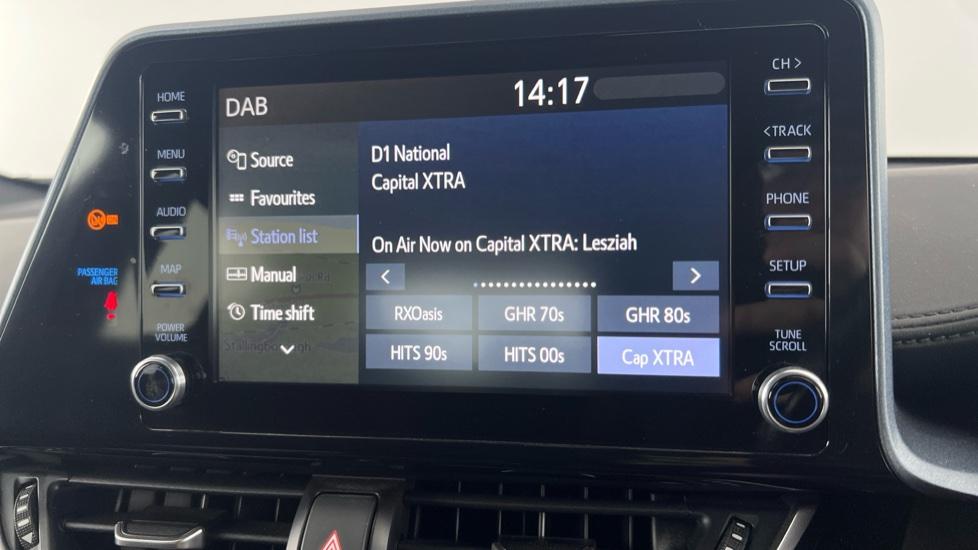 DAB
14:17
Source
Favourites
Station list
Manual
Time shift
D1 National
Capital XTRA
On Air Now on Capital XTRA: Lesziah
RXOasis
GHR 70s
GHR 80s
HITS 90s
HITS 00s
Cap XTRA
HOME
MENU
AUDIO
MAP
POWER
VOLUME
CH >
< TRACK
PHONE
SETUP
TUNE
SCROLL
ON
PASSENGER
AIR BAG